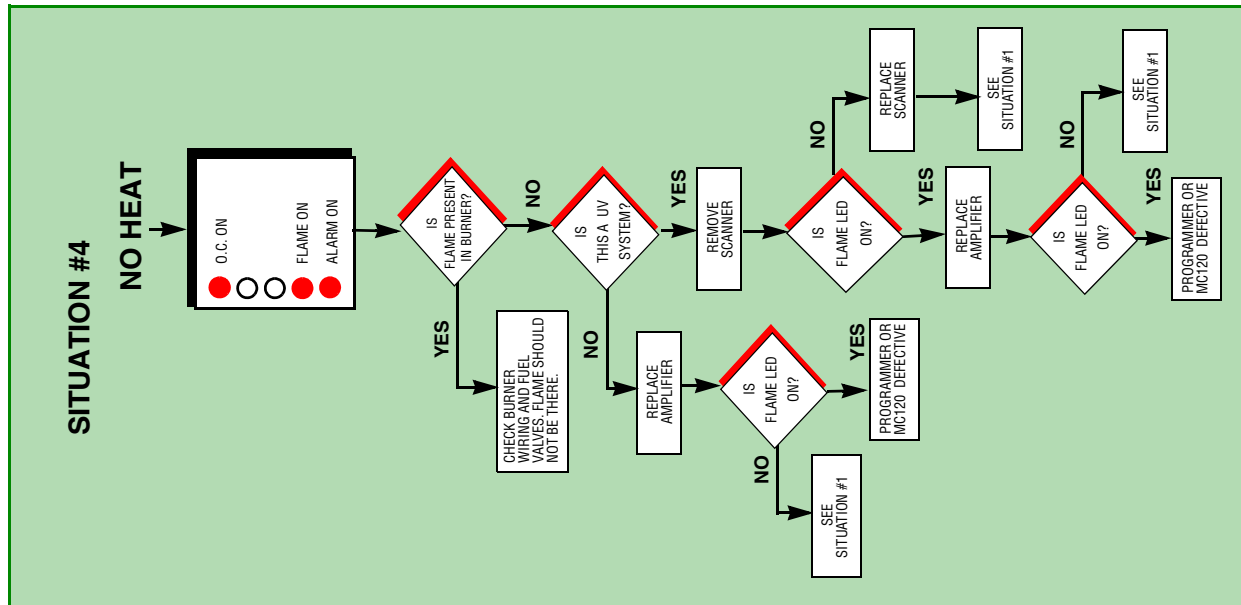 SITUATION #4
NO HEAT
O.C. ON
FLAME ON
ALARM ON
IS
FLAME PRESENT
IN BURNER?
YES
CHECK BURNER
WIRING AND FUEL
VALVES. FLAME SHOULD
NOT BE THERE.
NO
IS
THIS A UV
SYSTEM?
NO
REPLACE
AMPLIFIER
IS
FLAME LED
ON?
NO
SEE
SITUATION #1
YES
PROGRAMMER OR
MC120 DEFECTIVE
YES
REMOVE
SCANNER
IS
FLAME LED
ON?
NO
REPLACE
SCANNER
SEE
SITUATION #1
YES
REPLACE
AMPLIFIER
IS
FLAME LED
ON?
NO
SEE
SITUATION #1
YES
PROGRAMMER OR
MC120 DEFECTIVE